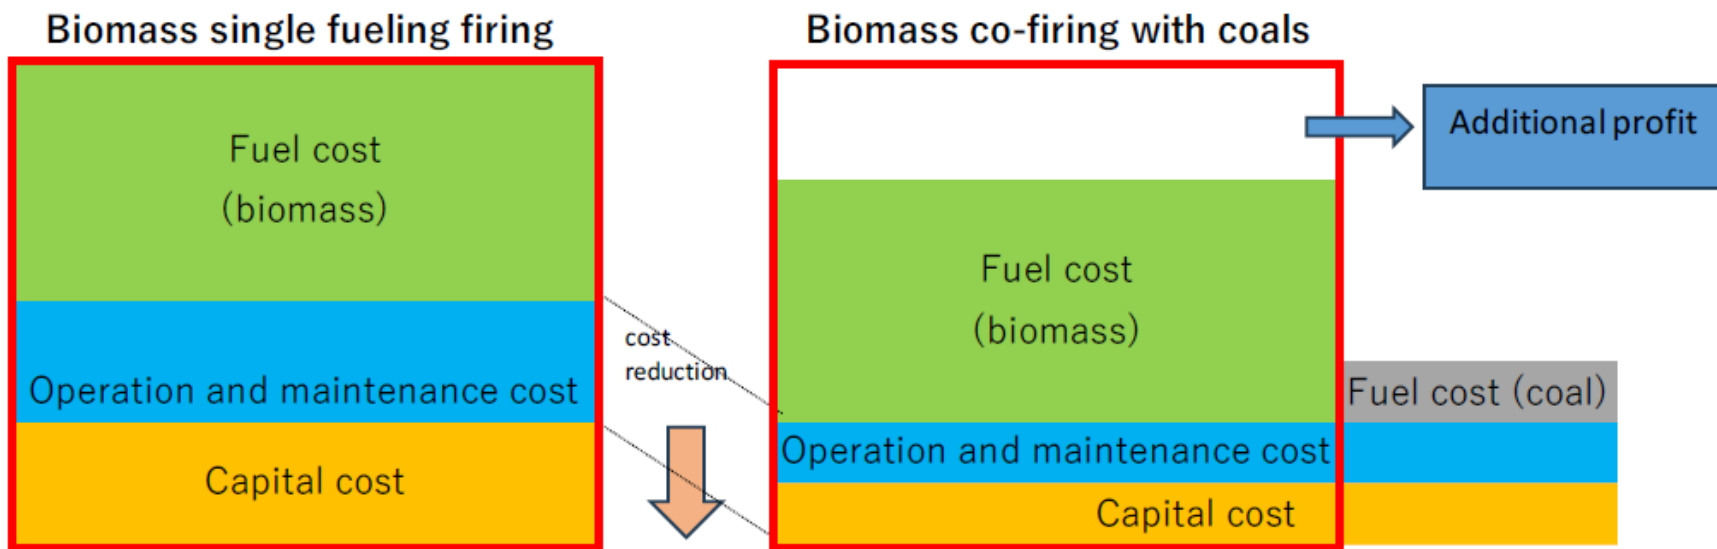 Biomass single fueling firing
Biomass co-firing with coals
Fuel cost
(biomass)
Operation and maintenance cost
Capital cost
cost
reduction
Additional profit
Fuel cost
(biomass)
Fuel cost (coal)
Operation and maintenance cost
Capital cost